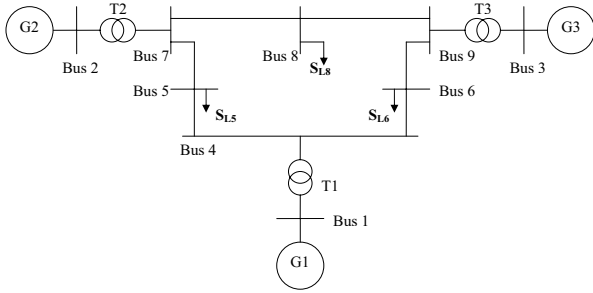 T2
T3
G2
G3
Bus 2
Bus 7
Bus 8
Bus 9
Bus 3
SL8
Bus 5
Bus 6
SL5
SL6
Bus 4
T1
Bus 1
G1